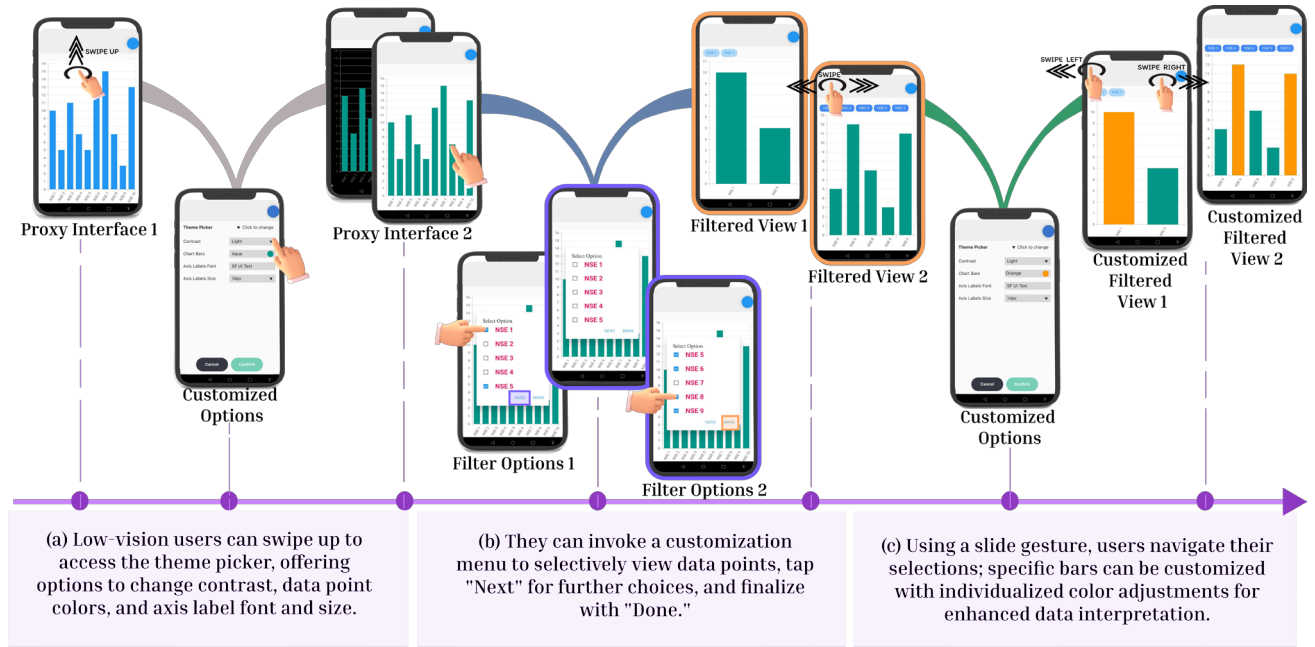 SWIPE UP
Proxy Interface 1
Theme Picker
Click to change
Contrast
Light
Chart Bars
Aqua
Axis Labels Font
SF UI Text
Axis Labels Size
14px
Cancel
Confirm
Customized
Options
Proxy Interface 2
Select Option
NSE 1
NSE 2
NSE 3
NSE 4
NSE 5
NEXT
DONE
Filter Options 1
Select Option
NSE 1
NSE 2
NSE 3
NSE 4
NSE 5
NEXT
DONE
Select Option
NSE 5
NSE 6
NSE 7
NSE 8
NSE 9
NEXT
DONE
Filter Options 2
Filtered View 1
SWIPE
Filtered View 2
Theme Picker
Click to change
Contrast
Light
Chart Bars
Orange
Axis Labels Font
SF UI Text
Axis Labels Size
14px
Cancel
Confirm
Customized
Options
SWIPE LEFT
SWIPE RIGHT
Customized
Filtered
View 1
Customized
Filtered
View 2
(a) Low-vision users can swipe up to
access the theme picker, offering
options to change contrast, data point
colors, and axis label font and size.
(b) They can invoke a customization
menu to selectively view data points, tap
"Next" for further choices, and finalize
with "Done."
(c) Using a slide gesture, users navigate their
selections; specific bars can be customized
with individualized color adjustments for
enhanced data interpretation.